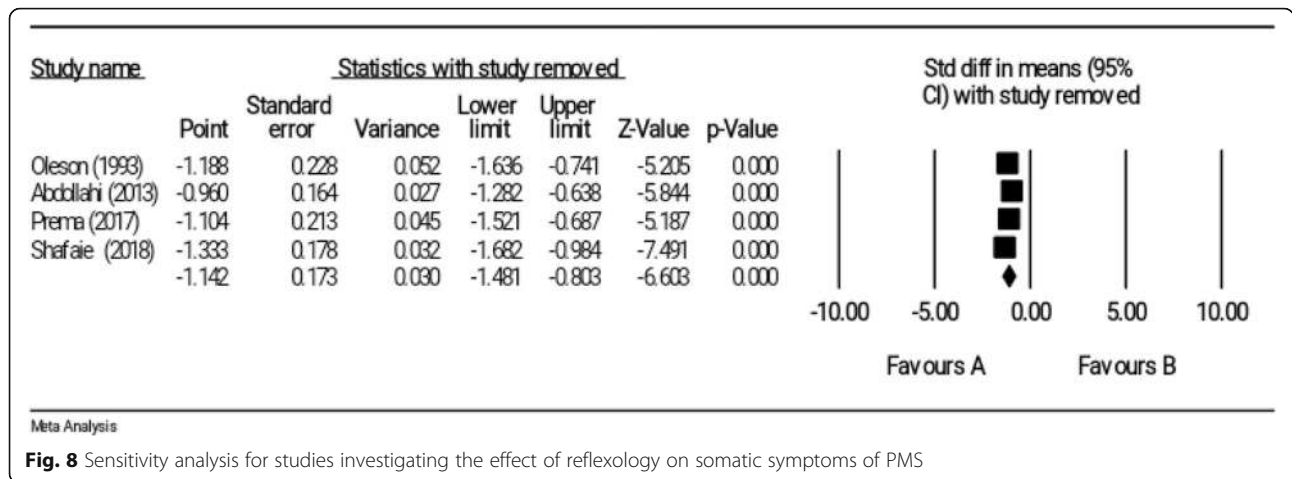 Study name Statistics with study removed Std diff in means (95% CI) with study removed
Point Standard error Variance Lower limit Upper limit Z-Value p-Value
Oleson (1993) -1.188 0.228 0.052 -1.636 -0.741 -5.205 0.000
Abdollahi (2013) -0.960 0.164 0.027 -1.282 -0.638 -5.844 0.000
Prema (2017) -1.104 0.213 0.045 -1.521 -0.687 -5.187 0.000
Shafaie (2018) -1.333 0.178 0.032 -1.682 -0.984 -7.491 0.000
-1.142 0.173 0.030 -1.481 -0.803 -6.603 0.000
-10.00 -5.00 0.00 5.00 10.00
Favours A Favours B
Meta Analysis
Fig. 8 Sensitivity analysis for studies investigating the effect of reflexology on somatic symptoms of PMS